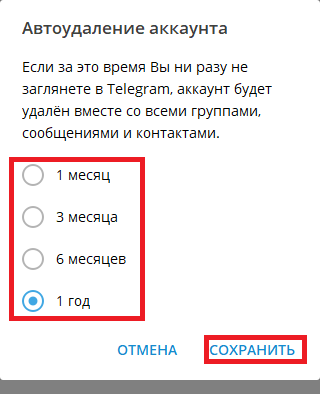 Автоудаление аккаунта
Если за это время Вы ни разу не
заглянете в Telegram, аккаунт будет
удалён вместе со всеми группами,
сообщениями и контактами.
1 месяц
3 месяца
6 месяцев
1 год
ОТМЕНА СОХРАНИТЬ